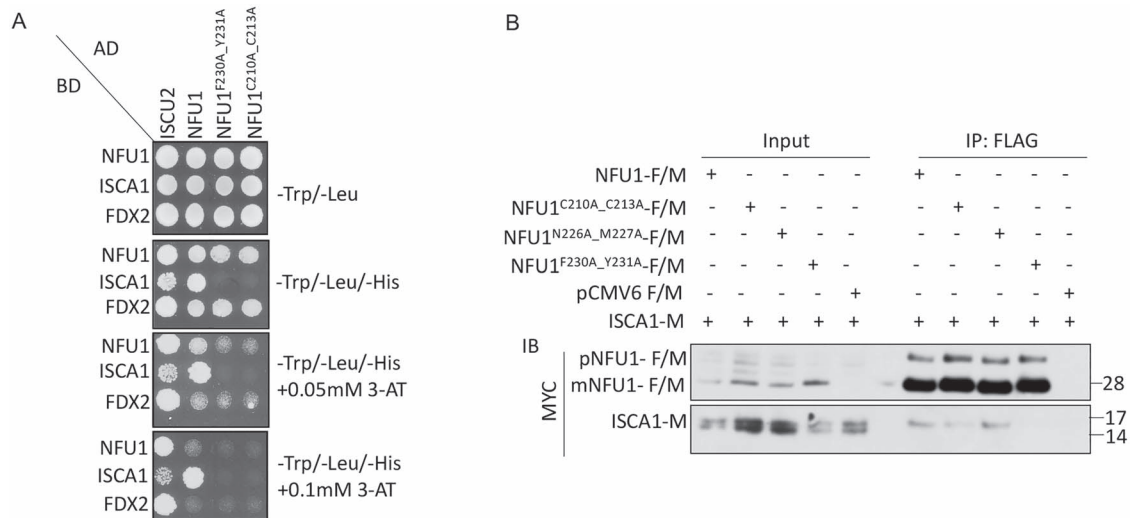 A
AD
BD
ISCU2
NFU1
NFU1F230A_Y231A
NFU1C210A_C213A
NFU1
ISCA1
FDX2
-Trp/-Leu
NFU1
ISCA1
FDX2
-Trp/-Leu/-His
NFU1
ISCA1
FDX2
-Trp/-Leu/-His
+0.05mM 3-AT
NFU1
ISCA1
FDX2
-Trp/-Leu/-His
+0.1mM 3-AT
B
Input IP: FLAG
NFU1-F/M + - - - - + - - - -
NFU1C210A_C213A-F/M - + - - - - + - - -
NFU1N226A_M227A-F/M - - + - - - - + - -
NFU1F230A_Y231A-F/M - - - + - - - - + -
pCMV6 F/M - - - - + - - - - +
ISCA1-M + + + + + + + + + +
IB
MYC
pNFU1- F/M
mNFU1- F/M
28
ISCA1-M
17
14